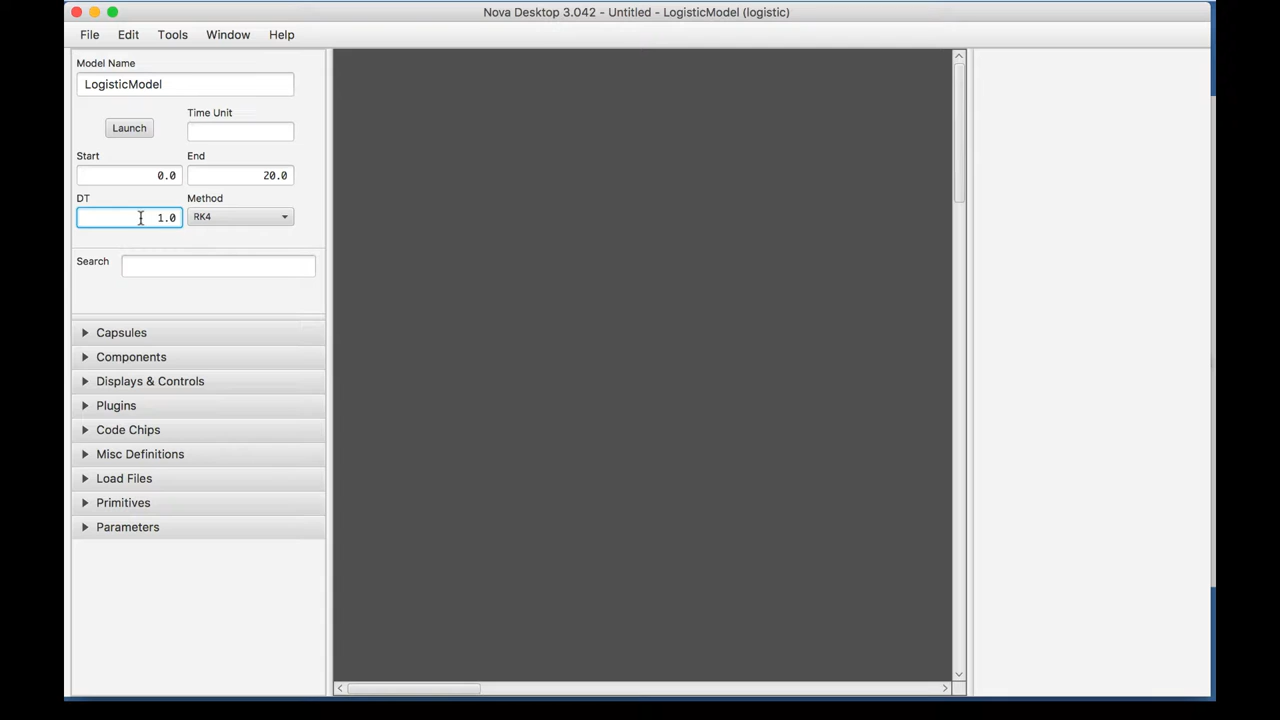 Nova Desktop 3.042 - Untitled - LogisticModel (logistic)
File Edit Tools Window Help
Model Name
LogisticModel
Time Unit
Launch
Start End
0.0 20.0
DT Method
1.0 RK4
Search
Capsules
Components
Displays & Controls
Plugins
Code Chips
Misc Definitions
Load Files
Primitives
Parameters